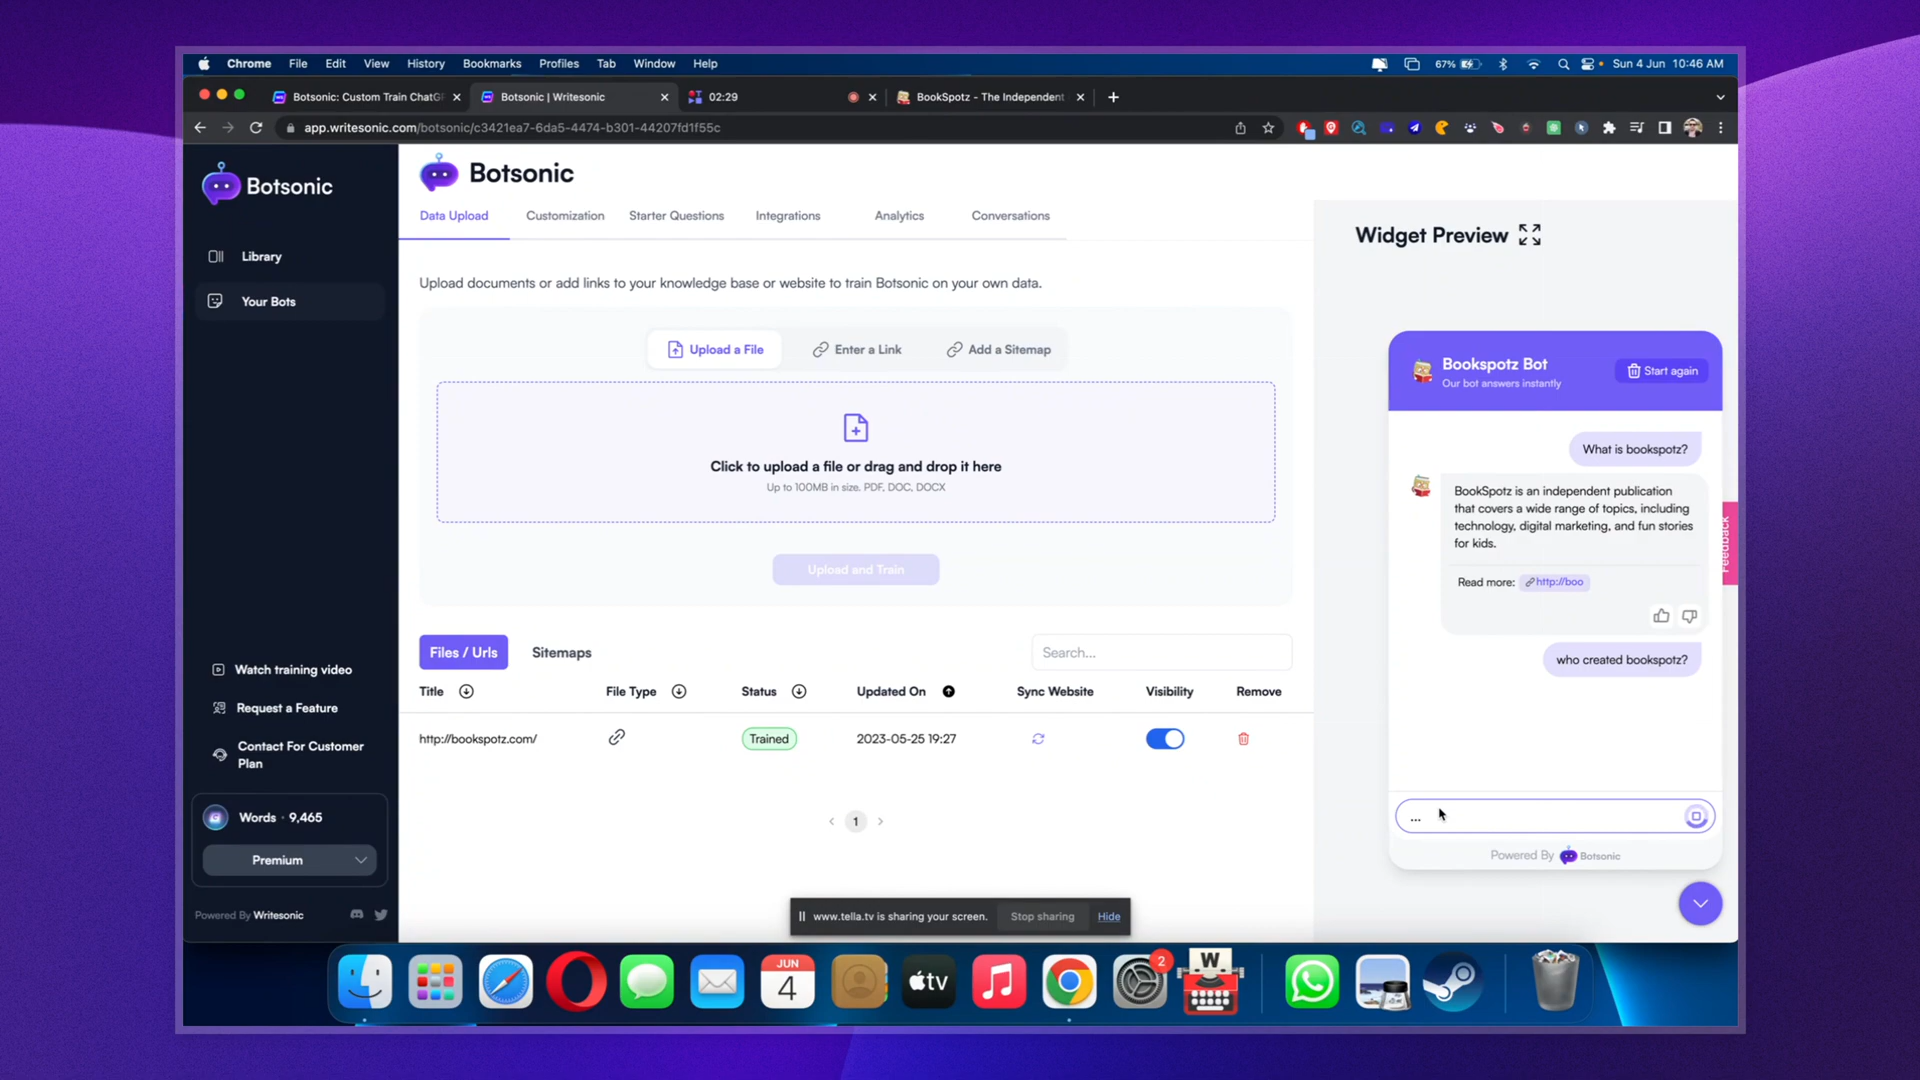 Chrome File Edit View History Bookmarks Profiles Tab Window Help
67% Sun 4 Jun 10:46 AM
Botsonic: Custom Train ChatGP
Botsonic | Writesonic
02:29
BookSpotz - The Independent
app.writesonic.com/botsonic/c3421ea7-6da5-4474-b301-44207fd1f55c
Botsonic
Library
Your Bots
Watch training video
Request a Feature
Contact For Customer
Plan
Words · 9,465
Premium
Powered By Writesonic
Botsonic
Data Upload Customization Starter Questions Integrations Analytics Conversations
Upload documents or add links to your knowledge base or website to train Botsonic on your own data.
Upload a File Enter a Link Add a Sitemap
Click to upload a file or drag and drop it here
Up to 100MB in size. PDF, DOC, DOCX
Upload and Train
Files / Urls Sitemaps Search...
Title File Type Status Updated On Sync Website Visibility Remove
http://bookspotz.com/ Trained 2023-05-25 19:27
1
Widget Preview
Bookspotz Bot
Our bot answers instantly
Start again
What is bookspotz?
BookSpotz is an independent publication
that covers a wide range of topics, including
technology, digital marketing, and fun stories
for kids.
Read more: http://boo
who created bookspotz?
...
Powered By Botsonic
Feedback
www.tella.tv is sharing your screen. Stop sharing Hide
JUN
4
tv
2
W